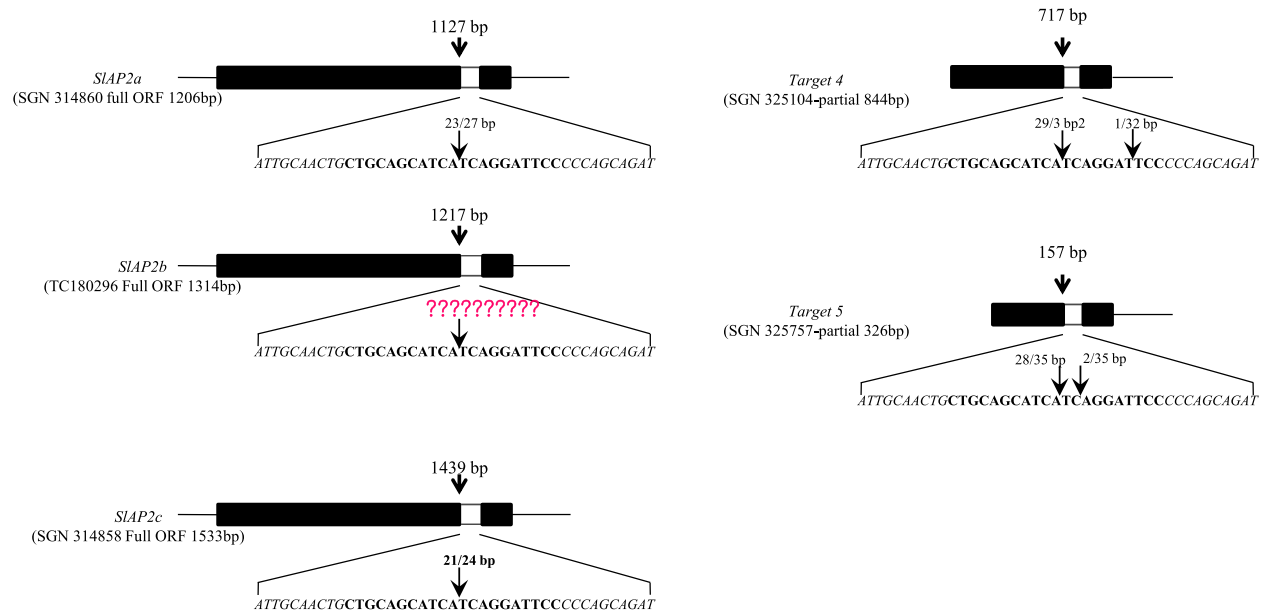 1127 bp
SlAP2a
(SGN 314860 full ORF 1206bp)
23/27 bp
ATTGCAACTGCTGCAGCATCATCAGGATTCCCCCAGCAGAT
1217 bp
SlAP2b
(TC180296 Full ORF 1314bp)
??????????
ATTGCAACTGCTGCAGCATCATCAGGATTCCCCCAGCAGAT
1439 bp
SlAP2c
(SGN 314858 Full ORF 1533bp)
21/24 bp
ATTGCAACTGCTGCAGCATCATCAGGATTCCCCCAGCAGAT
717 bp
Target 4
(SGN 325104-partial 844bp)
29/3 bp2
1/32 bp
ATTGCAACTGCTGCAGCATCATCAGGATTCCCCCAGCAGAT
157 bp
Target 5
(SGN 325757-partial 326bp)
28/35 bp
2/35 bp
ATTGCAACTGCTGCAGCATCATCAGGATTCCCCCAGCAGAT